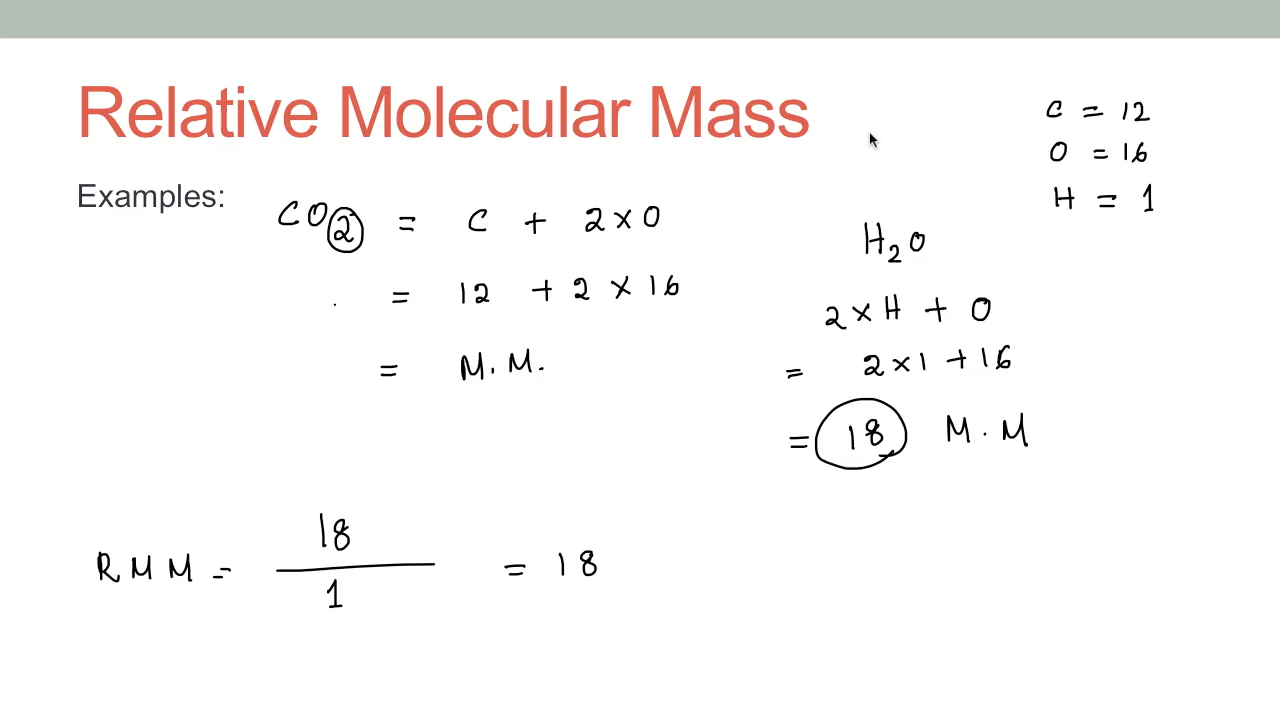 Relative Molecular Mass
C = 12
O = 16
H = 1
Examples:
CO2 = C + 2 × O
= 12 + 2 × 16
= M.M.
H2O
2 × H + O
= 2 × 1 + 16
= 18 M.M
RMM = 18/1 = 18